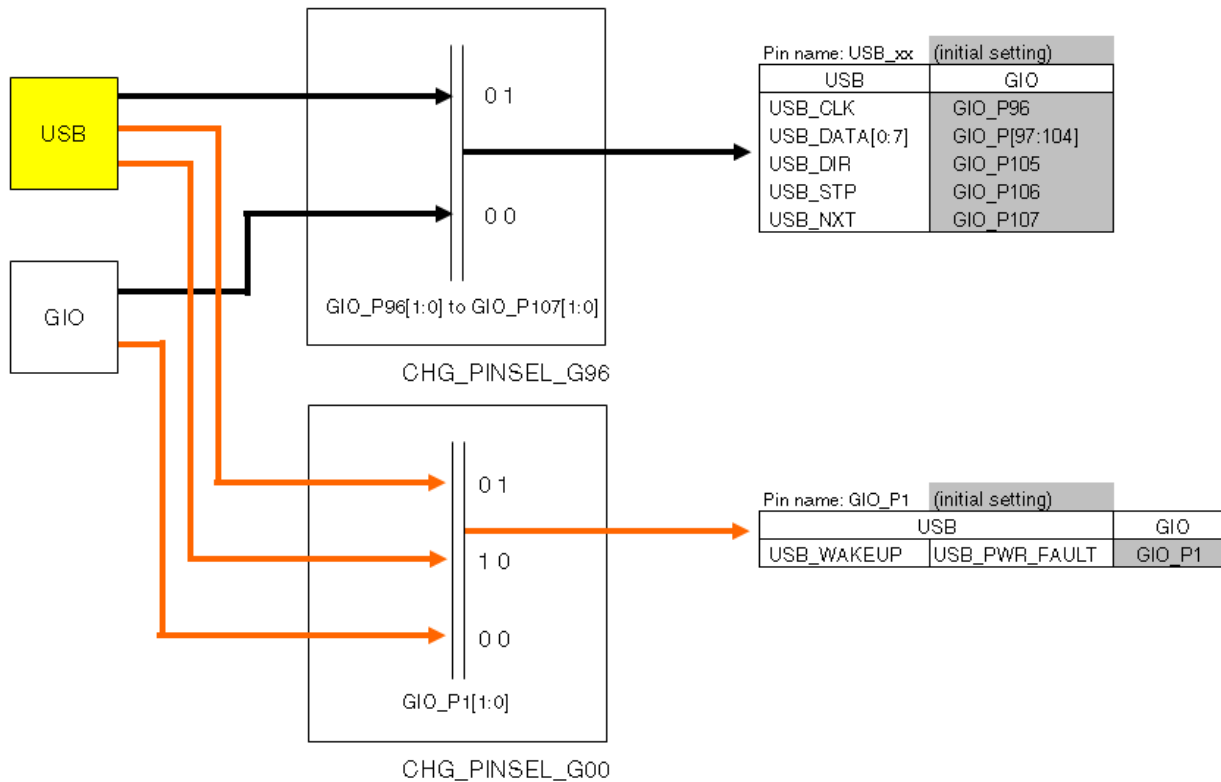 USB
GIO
0 1
0 0
GIO_P96[1:0] to GIO_P107[1:0]
CHG_PINSEL_G96
0 1
1 0
0 0
GIO_P1[1:0]
CHG_PINSEL_G00
Pin name: USB_xx (initial setting)
USB GIO
USB_CLK GIO_P96
USB_DATA[0:7] GIO_P[97:104]
USB_DIR GIO_P105
USB_STP GIO_P106
USB_NXT GIO_P107
Pin name: GIO_P1 (initial setting)
USB GIO
USB_WAKEUP USB_PWR_FAULT GIO_P1